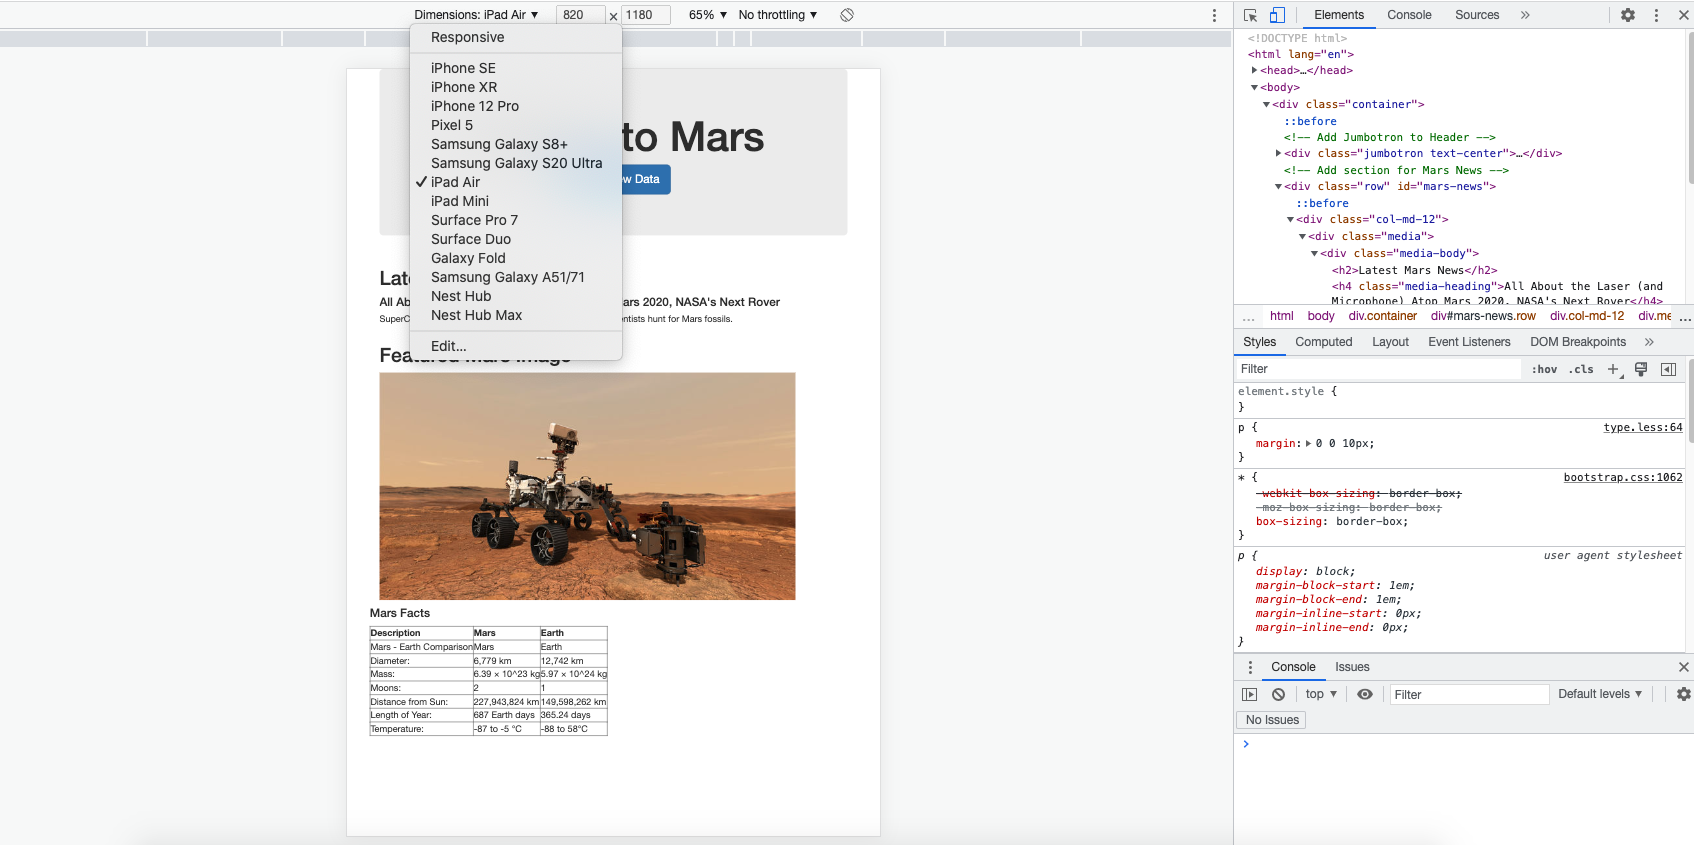 Dimensions: iPad Air ▼ 820 × 1180 65% ▼ No throttling ▼
Responsive
iPhone SE
iPhone XR
iPhone 12 Pro
Pixel 5
Samsung Galaxy S8+
Samsung Galaxy S20 Ultra
✓ iPad Air
iPad Mini
Surface Pro 7
Surface Duo
Galaxy Fold
Samsung Galaxy A51/71
Nest Hub
Nest Hub Max
Edit...
to Mars
w Data
Late
All Ab ars 2020, NASA's Next Rover
SuperC entists hunt for Mars fossils.
Featured Mars Image
Mars Facts
Description Mars Earth
Mars - Earth Comparison Mars Earth
Diameter: 6,779 km 12,742 km
Mass: 6.39 × 10^23 kg 5.97 × 10^24 kg
Moons: 2 1
Distance from Sun: 227,943,824 km 149,598,262 km
Length of Year: 687 Earth days 365.24 days
Temperature: -87 to -5 °C -88 to 58°C
Elements Console Sources »
<!DOCTYPE html>
<html lang="en">
<head>…</head>
<body>
<div class="container">
::before
<!-- Add Jumbotron to Header -->
<div class="jumbotron text-center">…</div>
<!-- Add section for Mars News -->
<div class="row" id="mars-news">
::before
<div class="col-md-12">
<div class="media">
<div class="media-body">
<h2>Latest Mars News</h2>
<h4 class="media-heading">All About the Laser (and
Microphone) Atop Mars 2020, NASA's Next Rover</h4>
... html body div.container div#mars-news.row div.col-md-12 div.me ...
Styles Computed Layout Event Listeners DOM Breakpoints »
Filter :hov .cls +
element.style {
}
p { type.less:64
margin: 0 0 10px;
}
* { bootstrap.css:1062
-webkit-box-sizing: border-box;
-moz-box-sizing: border-box;
box-sizing: border-box;
}
p { user agent stylesheet
display: block;
margin-block-start: 1em;
margin-block-end: 1em;
margin-inline-start: 0px;
margin-inline-end: 0px;
}
Console Issues
top ▼ Filter Default levels ▼
No Issues
>